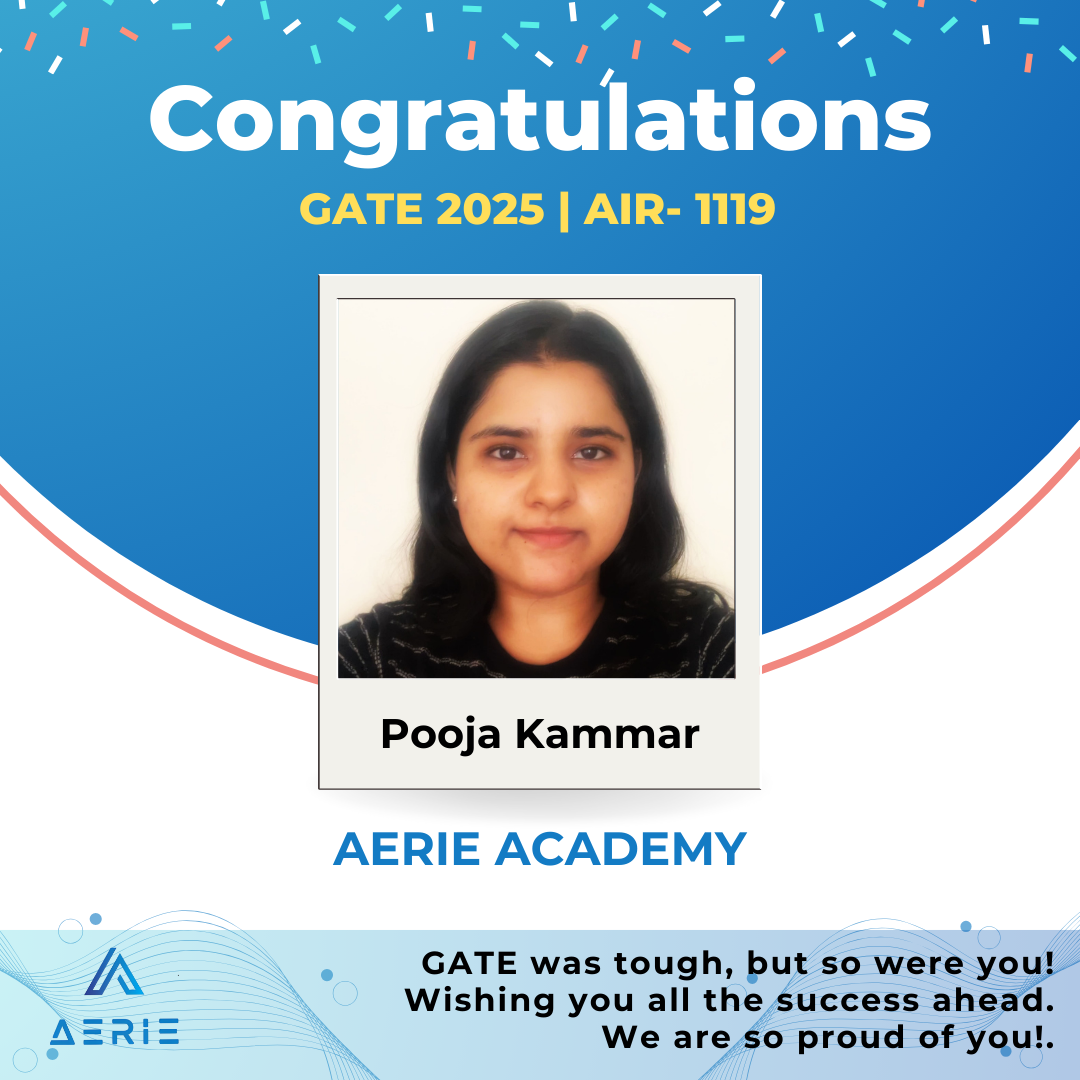 Congratulations
GATE 2025 | AIR- 1119
Pooja Kammar
AERIE ACADEMY
AERiE
GATE was tough, but so were you!
Wishing you all the success ahead.
We are so proud of you!.